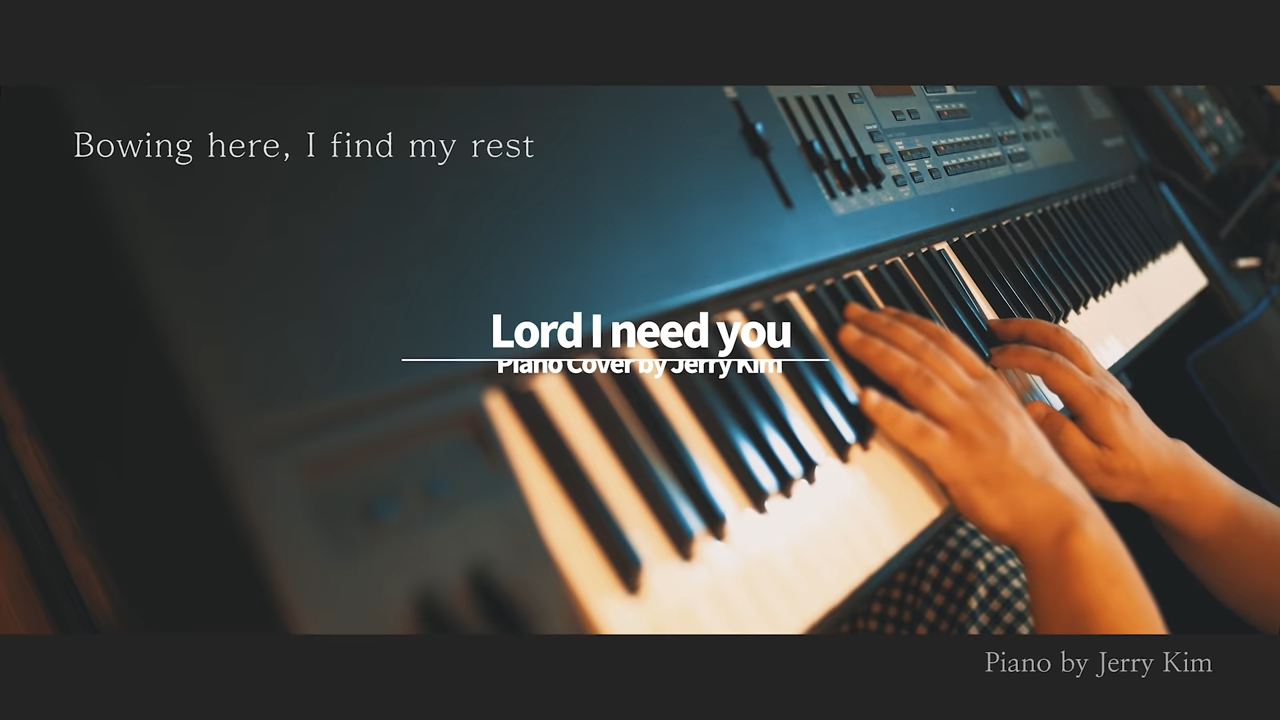 Bowing here, I find my rest
Lord I need you
Piano Cover by Jerry Kim
Piano by Jerry Kim